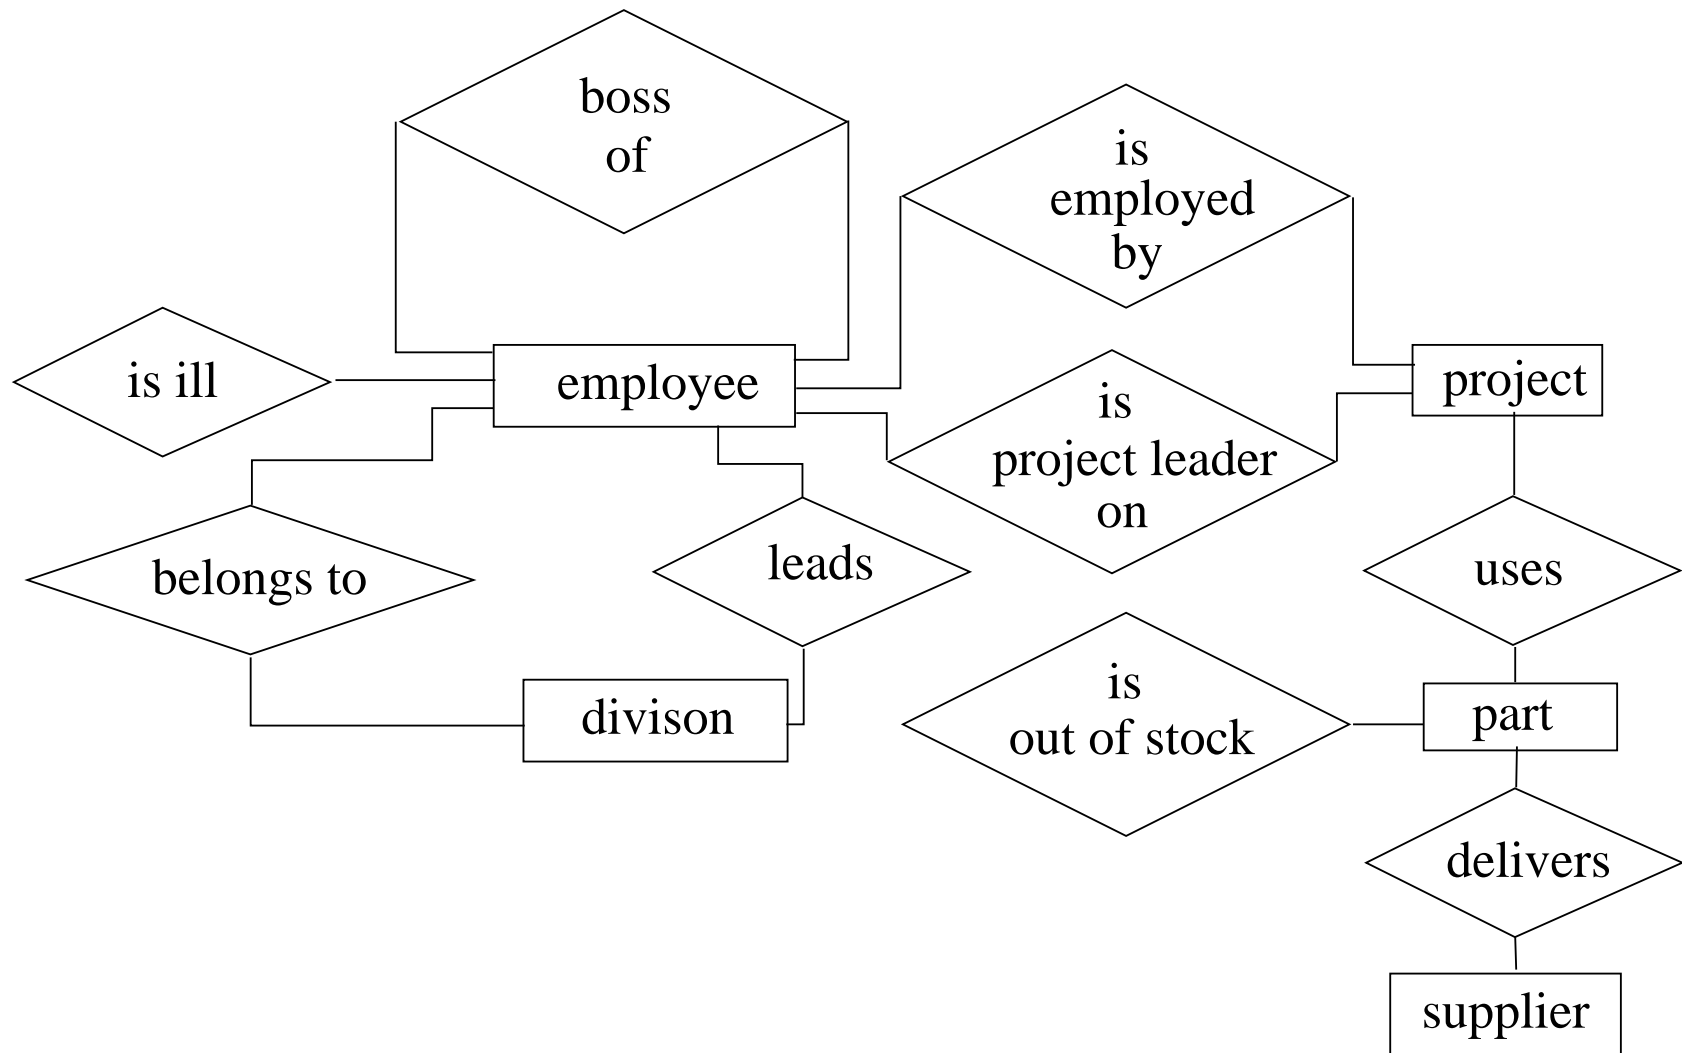 boss
of
is
employed
by
is ill
employee
project
is
project leader
on
belongs to
leads
uses
is
out of stock
divison
part
delivers
supplier